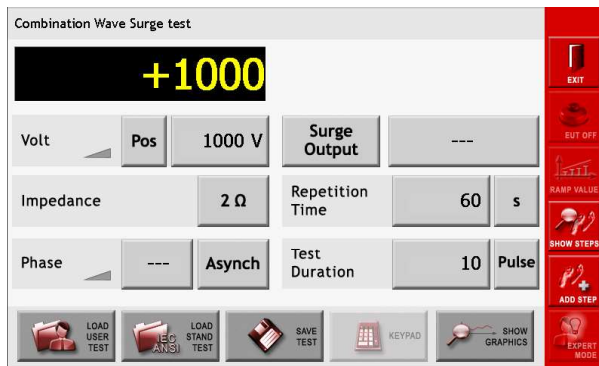 Combination Wave Surge test
+1000
Volt
Pos
1000 V
Surge
Output
---
Impedance
2 Ω
Repetition
Time
60
s
Phase
---
Asynch
Test
Duration
10
Pulse
LOAD
USER
TEST
IEC
ANSI
LOAD
STAND
TEST
SAVE
TEST
KEYPAD
SHOW
GRAPHICS
EXIT
EUT OFF
RAMP VALUE
SHOW STEPS
ADD STEP
EXPERT
MODE